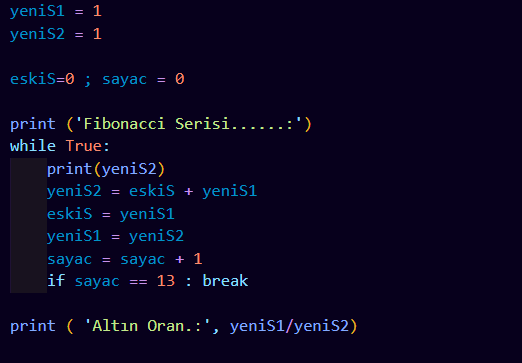 yeniS1 = 1
yeniS2 = 1
eskiS=0 ; sayac = 0
print ('Fibonacci Serisi......:')
while True:
    print(yeniS2)
    yeniS2 = eskiS + yeniS1
    eskiS = yeniS1
    yeniS1 = yeniS2
    sayac = sayac + 1
    if sayac == 13 : break
print ( 'Altın Oran.:', yeniS1/yeniS2)